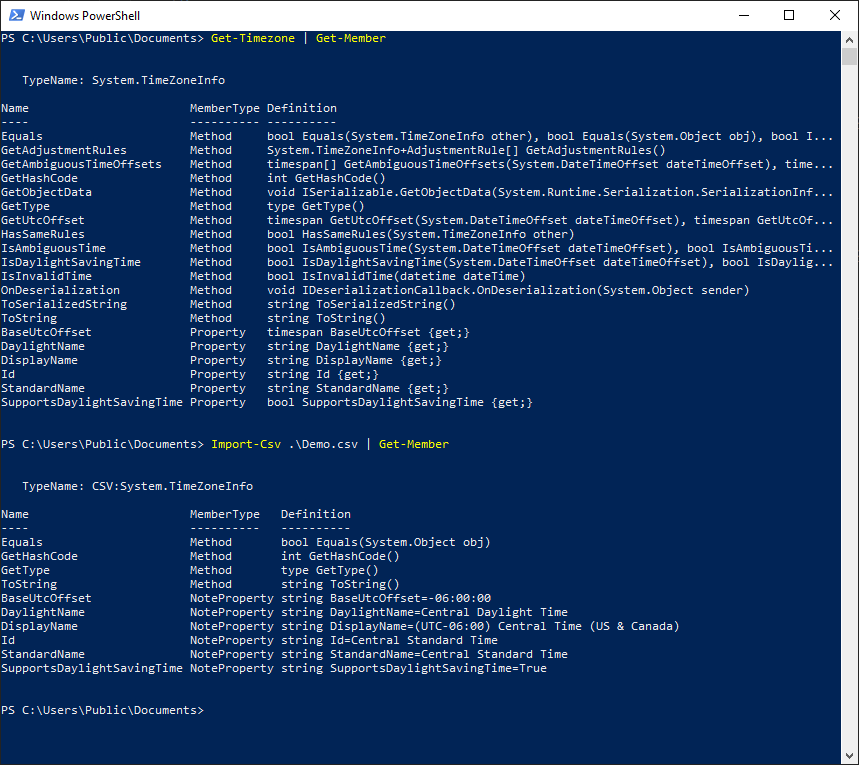 Windows PowerShell
PS C:\Users\Public\Documents> Get-Timezone | Get-Member
TypeName: System.TimeZoneInfo
Name MemberType Definition
---- ---------- ----------
Equals Method bool Equals(System.TimeZoneInfo other), bool Equals(System.Object obj), bool I...
GetAdjustmentRules Method System.TimeZoneInfo+AdjustmentRule[] GetAdjustmentRules()
GetAmbiguousTimeOffsets Method timespan[] GetAmbiguousTimeOffsets(System.DateTimeOffset dateTimeOffset), time...
GetHashCode Method int GetHashCode()
GetObjectData Method void ISerializable.GetObjectData(System.Runtime.Serialization.SerializationInf...
GetType Method type GetType()
GetUtcOffset Method timespan GetUtcOffset(System.DateTimeOffset dateTimeOffset), timespan GetUtcOf...
HasSameRules Method bool HasSameRules(System.TimeZoneInfo other)
IsAmbiguousTime Method bool IsAmbiguousTime(System.DateTimeOffset dateTimeOffset), bool IsAmbiguousTi...
IsDaylightSavingTime Method bool IsDaylightSavingTime(System.DateTimeOffset dateTimeOffset), bool IsDaylig...
IsInvalidTime Method bool IsInvalidTime(datetime dateTime)
OnDeserialization Method void IDeserializationCallback.OnDeserialization(System.Object sender)
ToSerializedString Method string ToSerializedString()
ToString Method string ToString()
BaseUtcOffset Property timespan BaseUtcOffset {get;}
DaylightName Property string DaylightName {get;}
DisplayName Property string DisplayName {get;}
Id Property string Id {get;}
StandardName Property string StandardName {get;}
SupportsDaylightSavingTime Property bool SupportsDaylightSavingTime {get;}
PS C:\Users\Public\Documents> Import-Csv .\Demo.csv | Get-Member
TypeName: CSV:System.TimeZoneInfo
Name MemberType Definition
---- ---------- ----------
Equals Method bool Equals(System.Object obj)
GetHashCode Method int GetHashCode()
GetType Method type GetType()
ToString Method string ToString()
BaseUtcOffset NoteProperty string BaseUtcOffset=-06:00:00
DaylightName NoteProperty string DaylightName=Central Daylight Time
DisplayName NoteProperty string DisplayName=(UTC-06:00) Central Time (US & Canada)
Id NoteProperty string Id=Central Standard Time
StandardName NoteProperty string StandardName=Central Standard Time
SupportsDaylightSavingTime NoteProperty string SupportsDaylightSavingTime=True
PS C:\Users\Public\Documents>